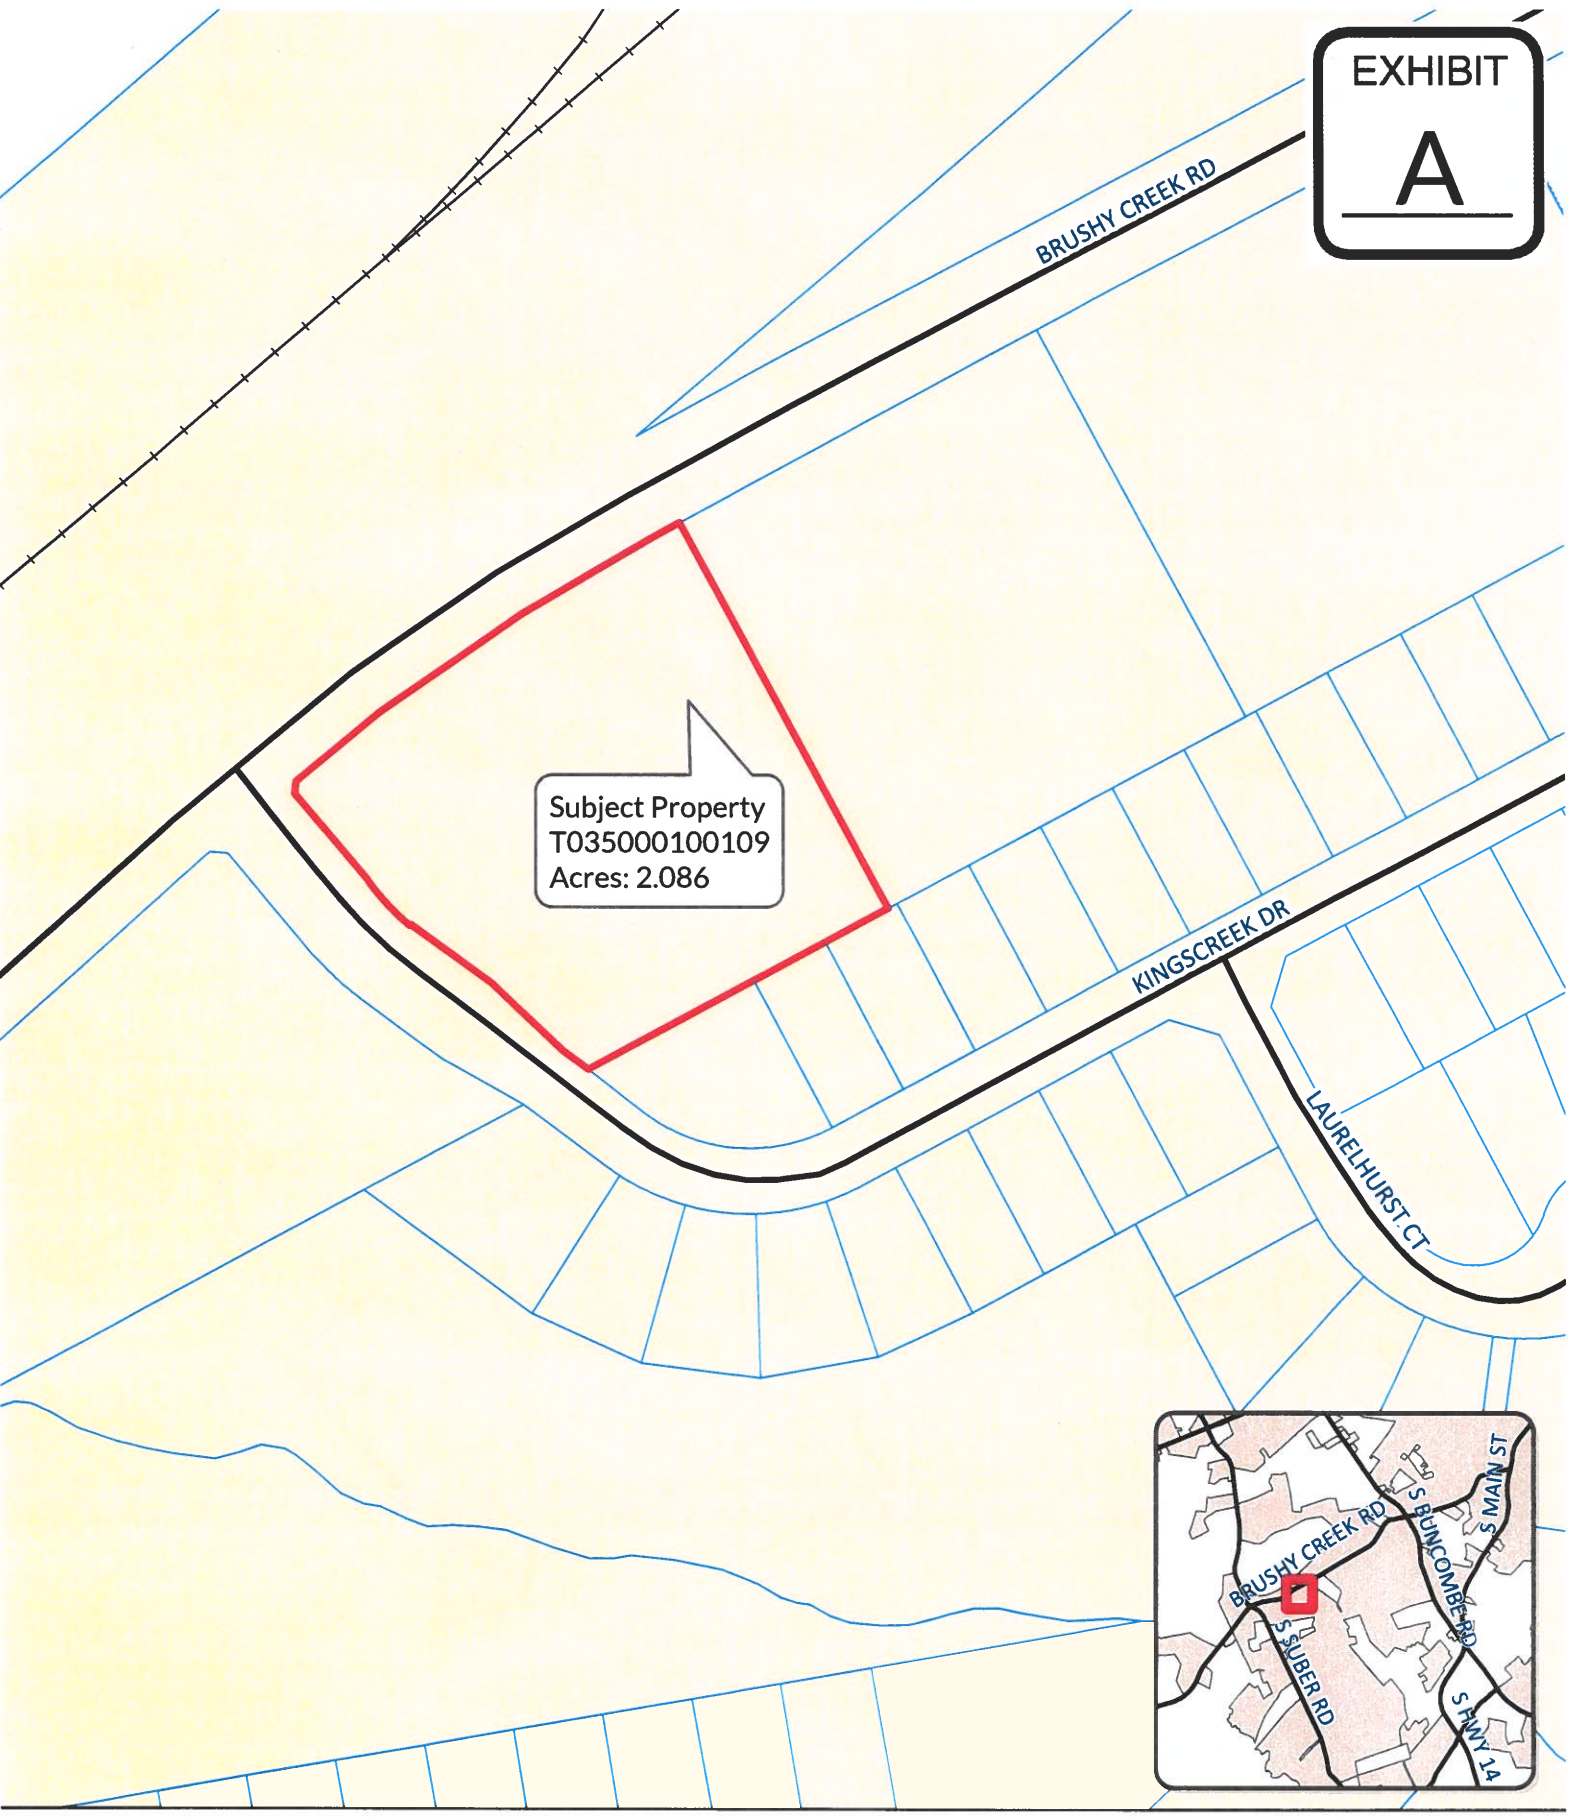 EXHIBIT
A
BRUSHY CREEK RD
Subject Property
T035000100109
Acres: 2.086
KINGSCREEK DR
LAURELHURST CT
S MAIN ST
BRUSHY CREEK RD
S BUNCOMBE RD
S SUBER RD
S HWY 14